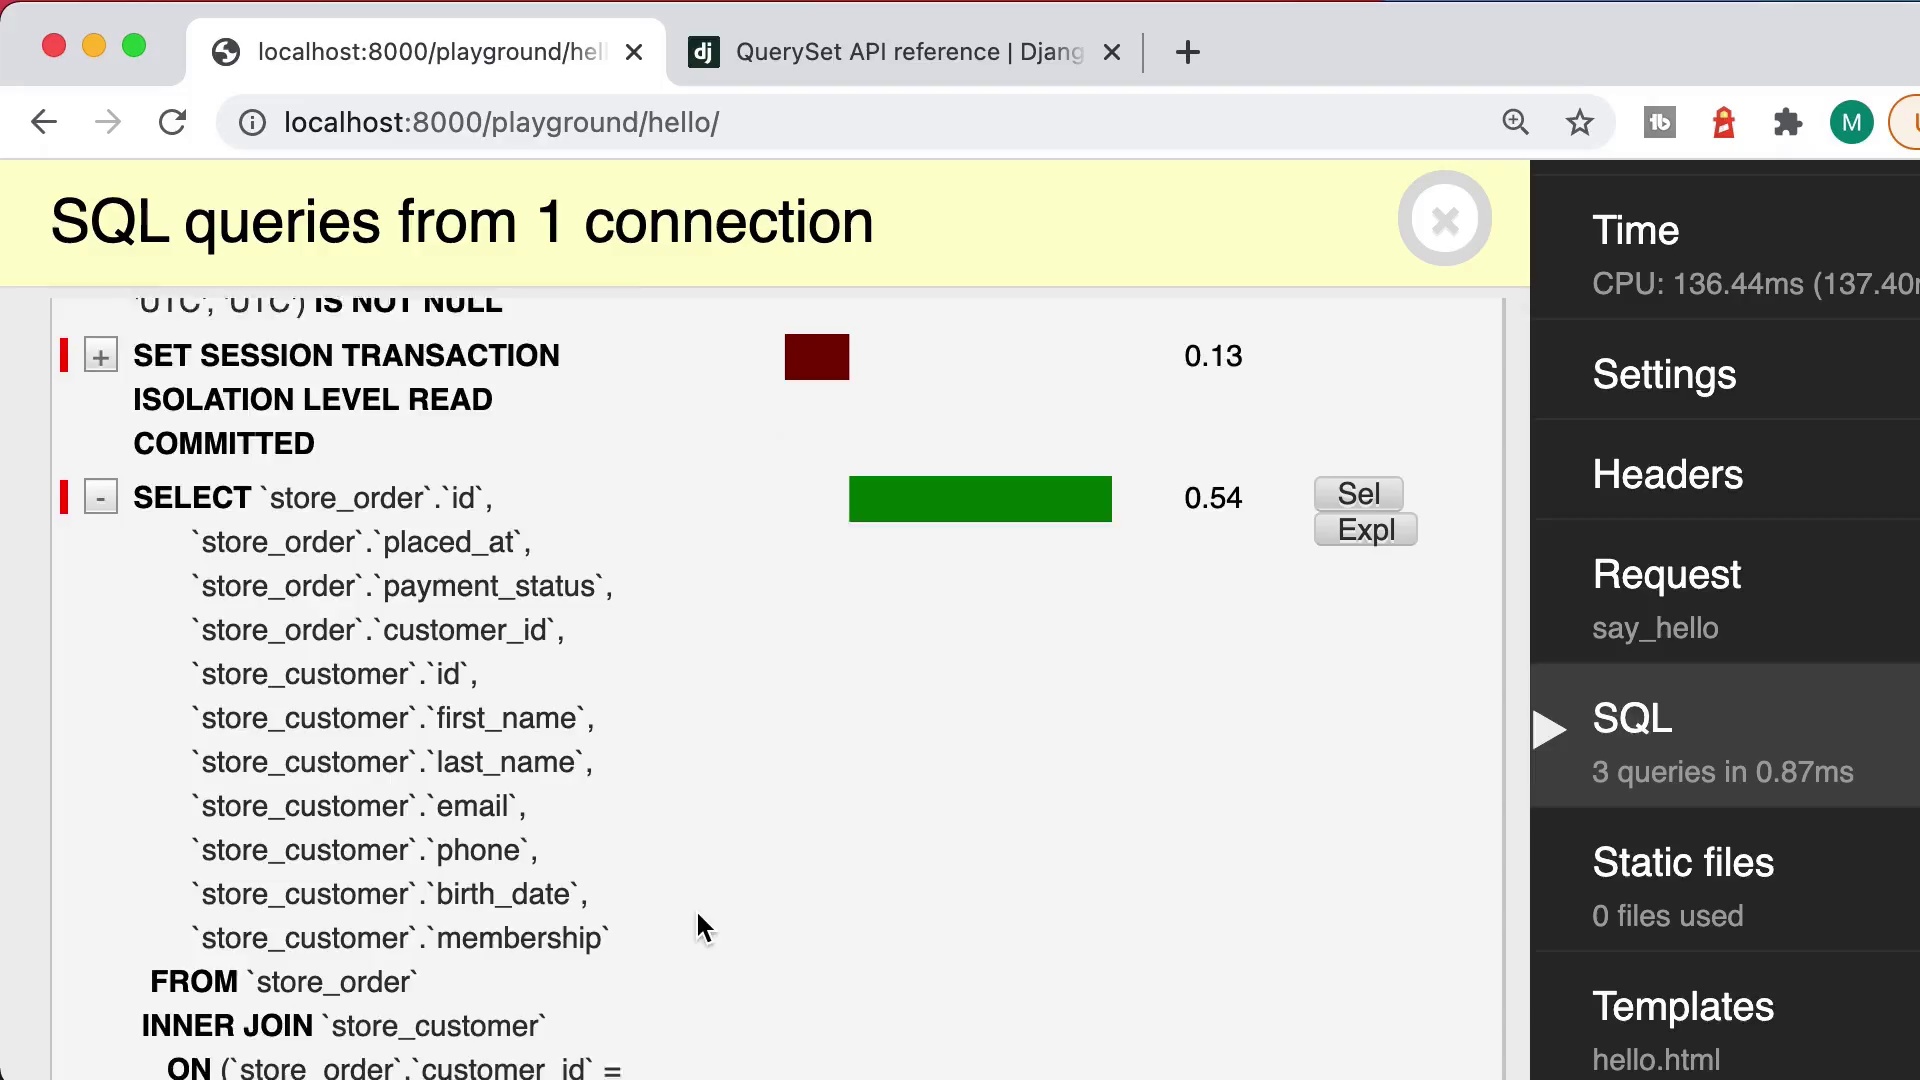 localhost:8000/playground/hel
QuerySet API reference | Djang
localhost:8000/playground/hello/
M
SQL queries from 1 connection
'UTC', 'UTC') IS NOT NULL
+ SET SESSION TRANSACTION 0.13
ISOLATION LEVEL READ
COMMITTED
- SELECT `store_order`.`id`, 0.54 Sel
Expl
`store_order`.`placed_at`,
`store_order`.`payment_status`,
`store_order`.`customer_id`,
`store_customer`.`id`,
`store_customer`.`first_name`,
`store_customer`.`last_name`,
`store_customer`.`email`,
`store_customer`.`phone`,
`store_customer`.`birth_date`,
`store_customer`.`membership`
FROM `store_order`
INNER JOIN `store_customer`
ON (`store_order`.`customer_id` =
Time
CPU: 136.44ms (137.40
Settings
Headers
Request
say_hello
SQL
3 queries in 0.87ms
Static files
0 files used
Templates
hello.html